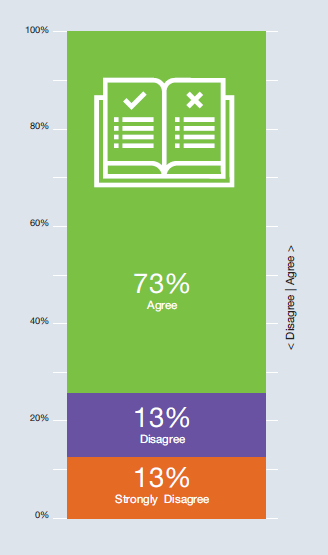 100%
80%
60%
40%
20%
0%
73%
Agree
13%
Disagree
13%
Strongly Disagree
< Disagree | Agree >